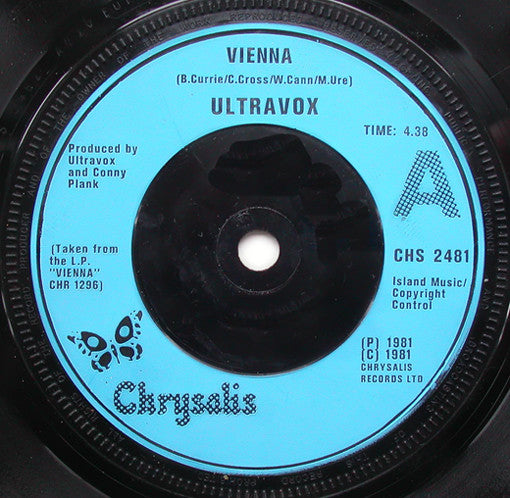 VIENNA
(B.Currie/C.Cross/W.Cann/M.Ure)
ULTRAVOX
TIME: 4.38
Produced by
Ultravox
and Conny
Plank
A
(Taken from
the L.P.
"VIENNA"
CHR 1296)
CHS 2481
Island Music/
Copyright
Control
(P) 1981
(C) 1981
CHRYSALIS
RECORDS LTD
Chrysalis